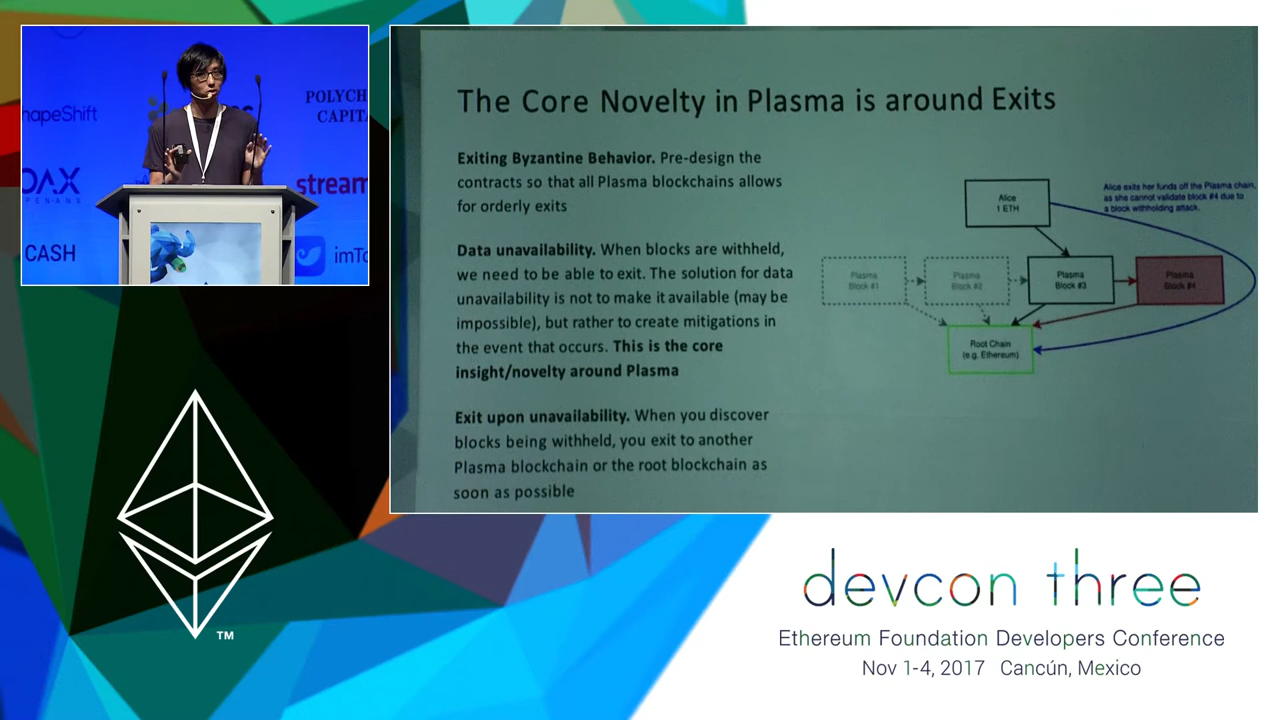 hapeShift
POLYCH
CAPITA
OAX
OPENANX
stream
CASH
imTo
The Core Novelty in Plasma is around Exits
Exiting Byzantine Behavior. Pre-design the
contracts so that all Plasma blockchains allows
for orderly exits
Data unavailability. When blocks are withheld,
we need to be able to exit. The solution for data
unavailability is not to make it available (may be
impossible), but rather to create mitigations in
the event that occurs. This is the core
insight/novelty around Plasma
Exit upon unavailability. When you discover
blocks being withheld, you exit to another
Plasma blockchain or the root blockchain as
soon as possible
Alice
1 ETH
Alice exits her funds off the Plasma chain,
as she cannot validate block #4 due to
a block withholding attack.
Plasma
Block #1
Plasma
Block #2
Plasma
Block #3
Plasma
Block #4
Root Chain
(e.g. Ethereum)
TM
devcon three
Ethereum Foundation Developers Conference
Nov 1-4, 2017 Cancún, Mexico